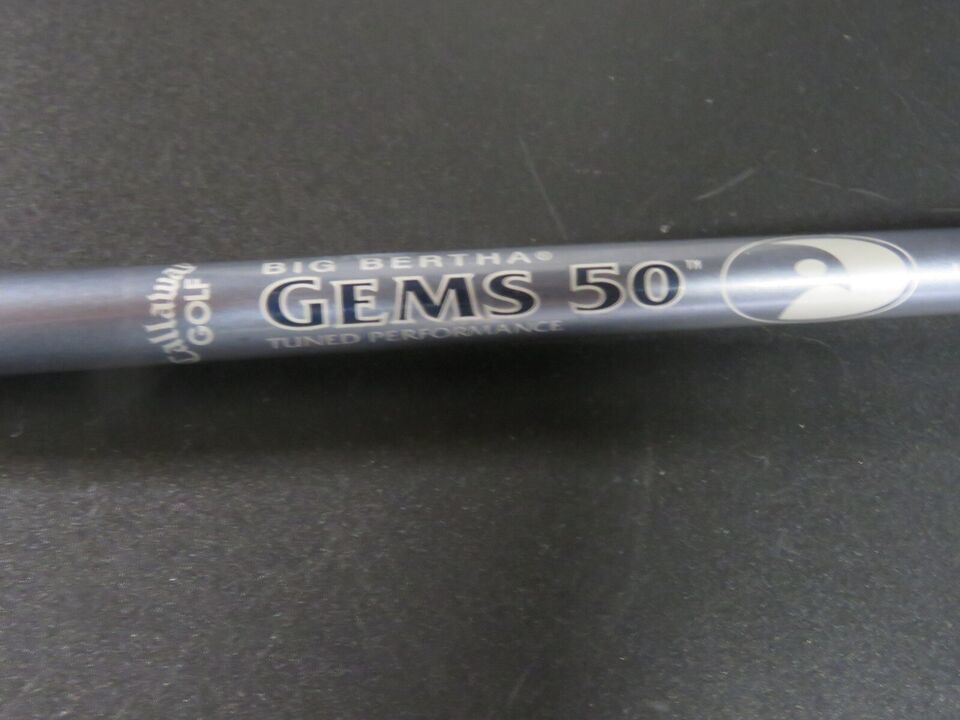 Callaway
GOLF
BIG BERTHA®
GEMS 50™
TUNED PERFORMANCE